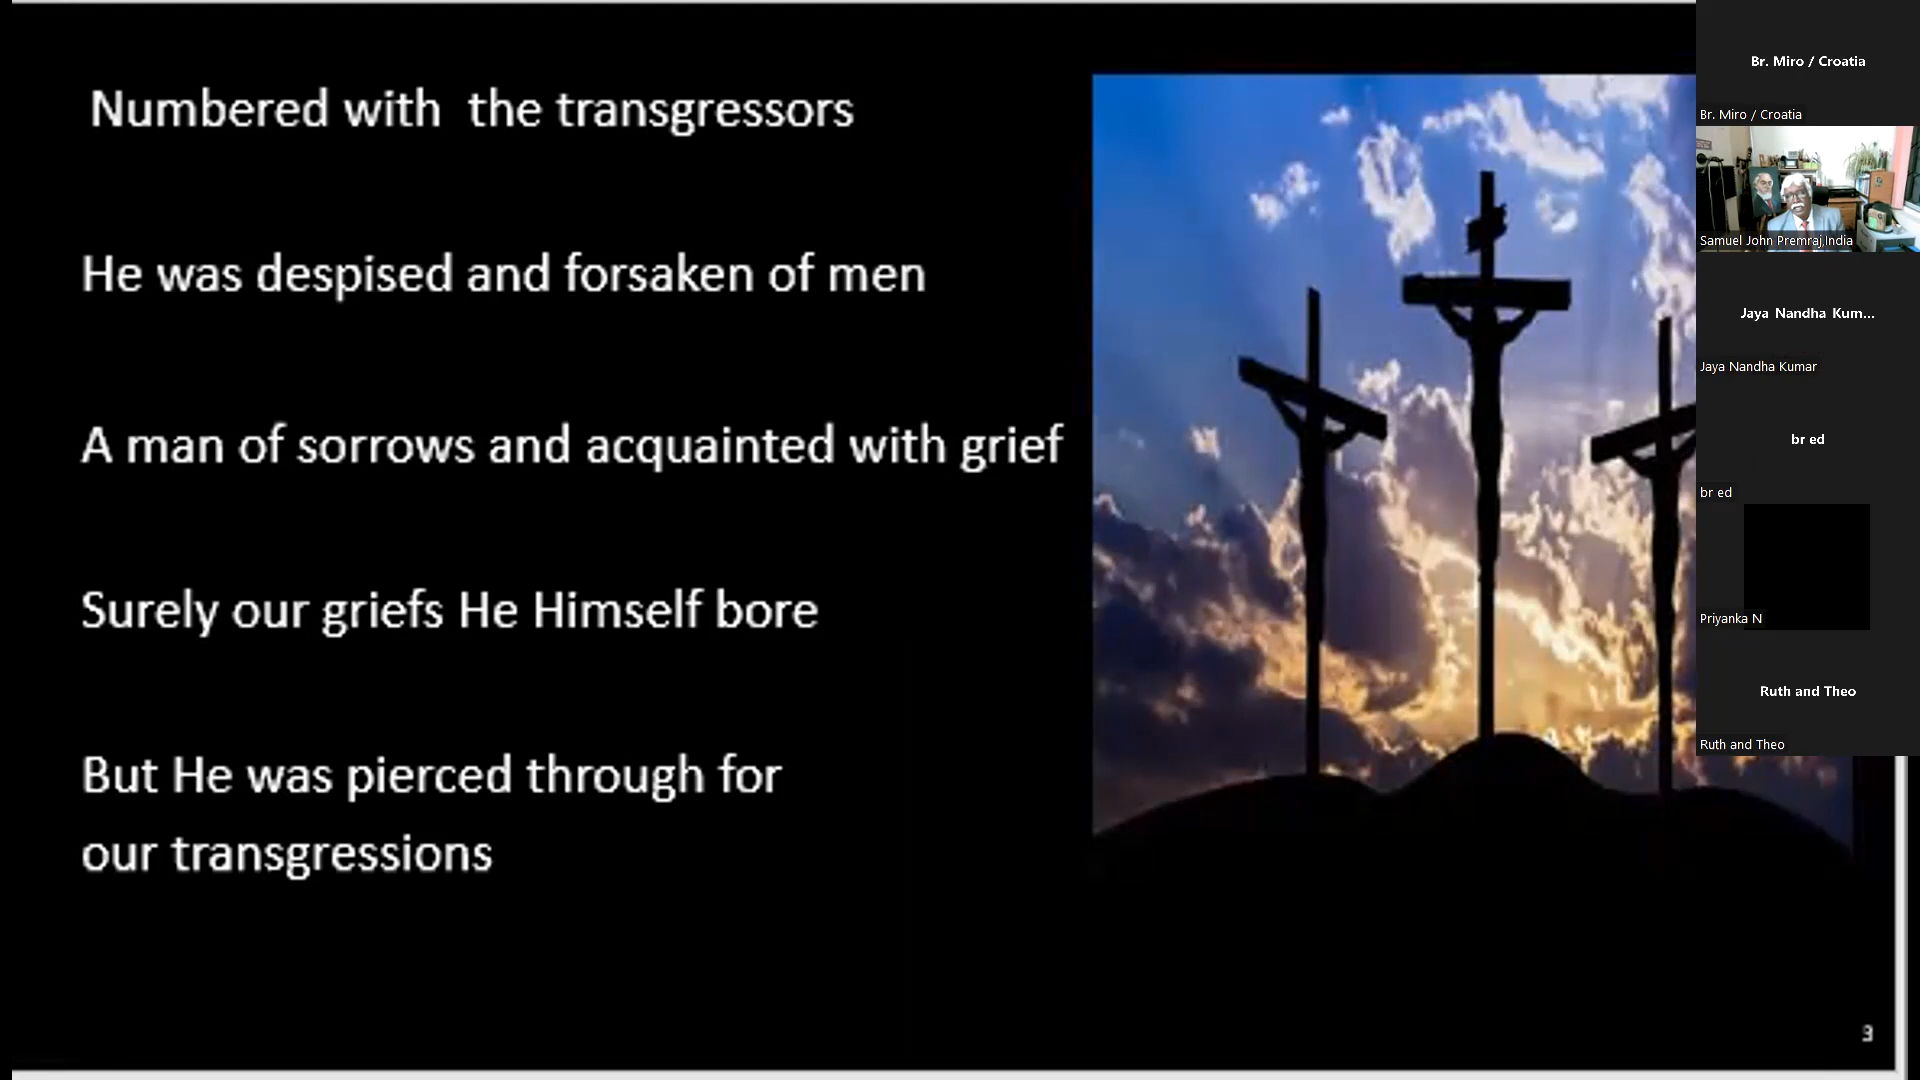 Numbered with the transgressors
He was despised and forsaken of men
A man of sorrows and acquainted with grief
Surely our griefs He Himself bore
But He was pierced through for
our transgressions
3
Br. Miro / Croatia
Br. Miro / Croatia
Samuel John Premraj,India
Jaya Nandha Kum...
Jaya Nandha Kumar
br ed
br ed
Priyanka N
Ruth and Theo
Ruth and Theo